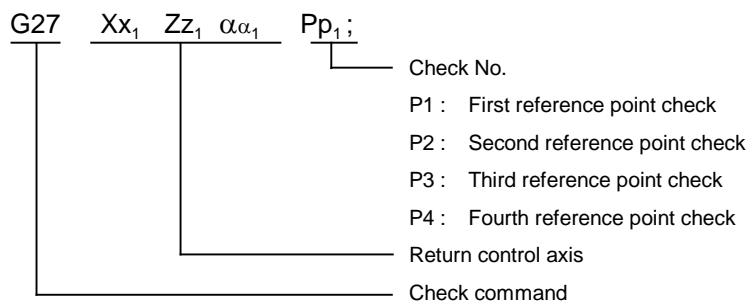 G27 Xx₁ Zz₁ αα₁ Pp₁ ;
Check No.
P1 : First reference point check
P2 : Second reference point check
P3 : Third reference point check
P4 : Fourth reference point check
Return control axis
Check command